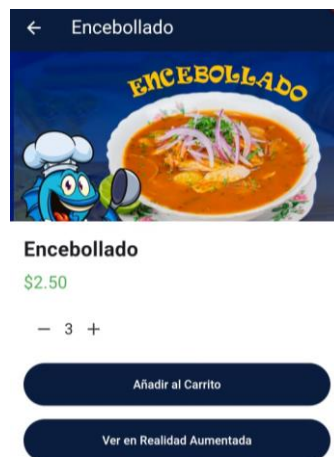 Encebollado
ENCEBOLLADO
Encebollado
$2.50
— 3 +
Añadir al Carrito
Ver en Realidad Aumentada